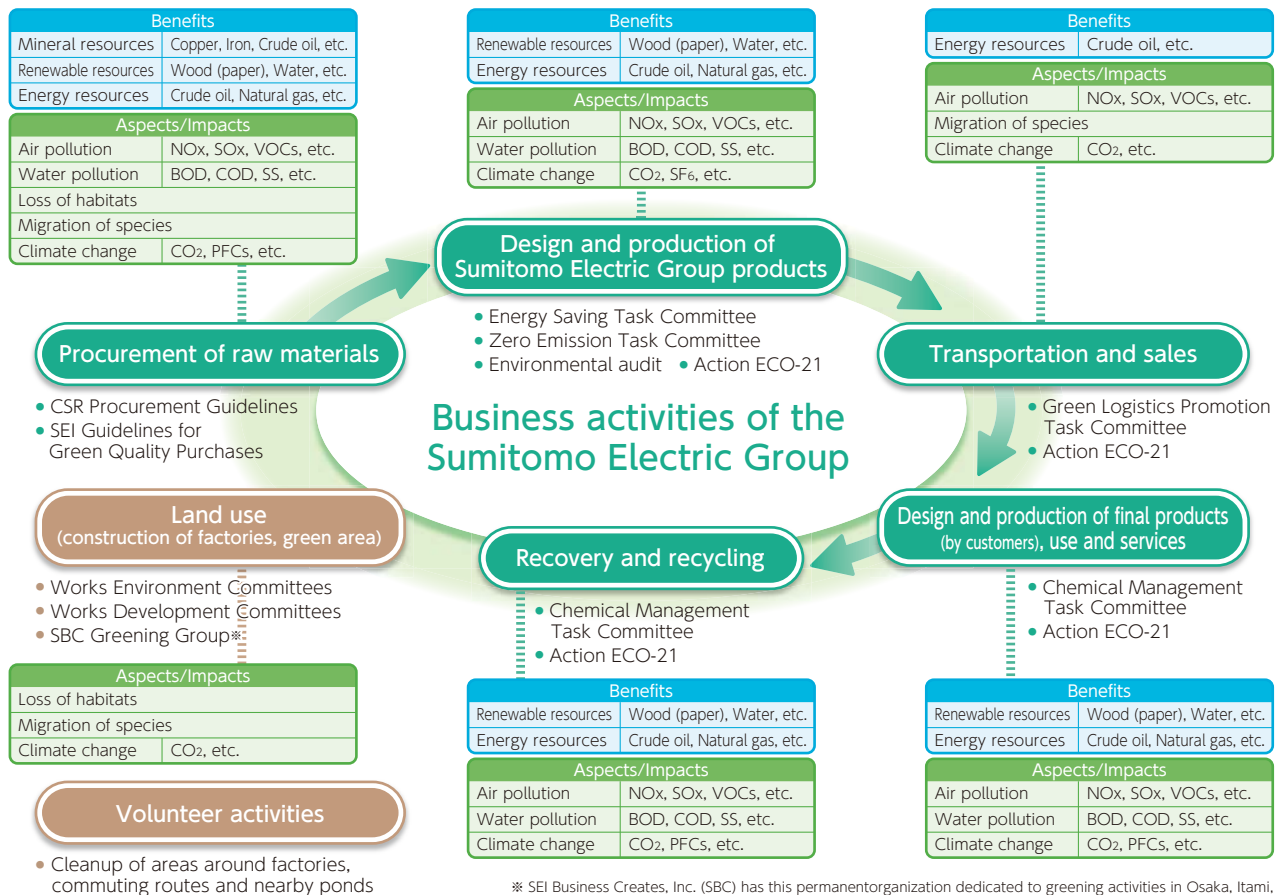 Benefits
Mineral resources Copper, Iron, Crude oil, etc.
Renewable resources Wood (paper), Water, etc.
Energy resources Crude oil, Natural gas, etc.
Aspects/Impacts
Air pollution NOx, SOx, VOCs, etc.
Water pollution BOD, COD, SS, etc.
Loss of habitats
Migration of species
Climate change CO₂, PFCs, etc.
Benefits
Renewable resources Wood (paper), Water, etc.
Energy resources Crude oil, Natural gas, etc.
Aspects/Impacts
Air pollution NOx, SOx, VOCs, etc.
Water pollution BOD, COD, SS, etc.
Climate change CO₂, SF₆, etc.
Benefits
Energy resources Crude oil, etc.
Aspects/Impacts
Air pollution NOx, SOx, VOCs, etc.
Migration of species
Climate change CO₂, etc.
Design and production of
Sumitomo Electric Group products
• Energy Saving Task Committee
• Zero Emission Task Committee
• Environmental audit • Action ECO-21
Procurement of raw materials
• CSR Procurement Guidelines
• SEI Guidelines for
Green Quality Purchases
Transportation and sales
• Green Logistics Promotion
Task Committee
• Action ECO-21
Business activities of the
Sumitomo Electric Group
Land use
(construction of factories, green area)
• Works Environment Committees
• Works Development Committees
• SBC Greening Group※
Recovery and recycling
• Chemical Management
Task Committee
• Action ECO-21
Design and production of final products
(by customers), use and services
• Chemical Management
Task Committee
• Action ECO-21
Aspects/Impacts
Loss of habitats
Migration of species
Climate change CO₂, etc.
Volunteer activities
• Cleanup of areas around factories,
commuting routes and nearby ponds
Benefits
Renewable resources Wood (paper), Water, etc.
Energy resources Crude oil, Natural gas, etc.
Aspects/Impacts
Air pollution NOx, SOx, VOCs, etc.
Water pollution BOD, COD, SS, etc.
Climate change CO₂, PFCs, etc.
Benefits
Renewable resources Wood (paper), Water, etc.
Energy resources Crude oil, Natural gas, etc.
Aspects/Impacts
Air pollution NOx, SOx, VOCs, etc.
Water pollution BOD, COD, SS, etc.
Climate change CO₂, PFCs, etc.
※ SEI Business Creates, Inc. (SBC) has this permanentorganization dedicated to greening activities in Osaka, Itami,